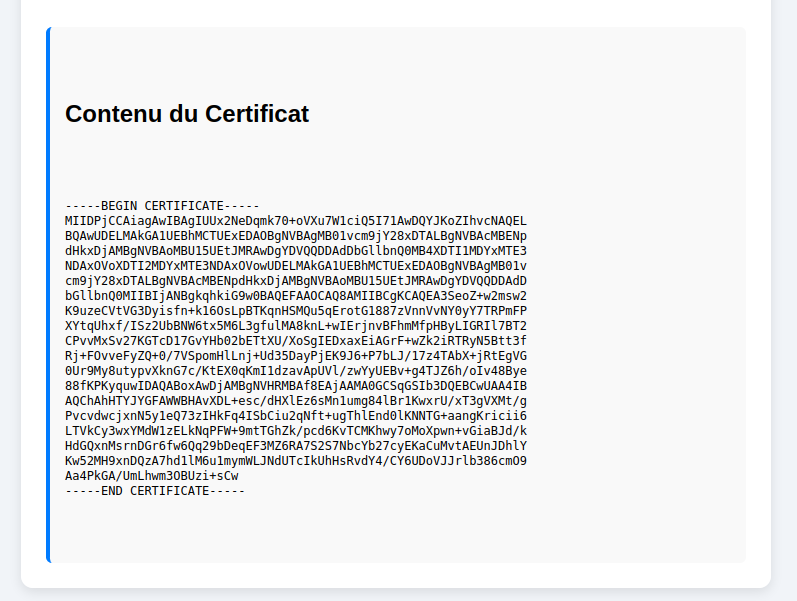 Contenu du Certificat
-----BEGIN CERTIFICATE-----
MIIDPjCCAiagAwIBAgIUUx2NeDqmk70+oVXu7W1ciQ5I71AwDQYJKoZIhvcNAQEL
BQAwUDELMAkGA1UEBhMCTUExEDAOBgNVBAgMB01vcm9jY28xDTALBgNVBAcMBENp
dHkxDjAMBgNVBAoMBU15UEtJMRAwDgYDVQQDDAdDbGllbnQ0MB4XDTI1MDYxMTE3
NDAxOVoXDTI2MDYxMTE3NDAxOVowUDELMAkGA1UEBhMCTUExEDAOBgNVBAgMB01v
cm9jY28xDTALBgNVBAcMBENpdHkxDjAMBgNVBAoMBU15UEtJMRAwDgYDVQQDDAdD
bGllbnQ0MIIBIjANBgkqhkiG9w0BAQEFAAOCAQ8AMIIBCgKCAQEA3SeoZ+w2msw2
K9uzeCVtVG3Dyisfn+k16OsLpBTKqnHSMQu5qErotG1887zVnnVvNY0yY7TRPmFP
XYtqUhxf/ISz2UbBNW6tx5M6L3gfulMA8knL+wIErjnvBFhmMfpHByLIGRIl7BT2
CPvvMxSv27KGTcD17GvYHb02bETtXU/XoSgIEDxaxEiAGrF+wZk2iRTRyN5Btt3f
Rj+FOvveFyZQ+0/7VSpomHlLnj+Ud35DayPjEK9J6+P7bLJ/17z4TAbX+jRtEgVG
0Ur9My8utypvXknG7c/KtEX0qKmI1dzavApUVl/zwYyUEBv+g4TJZ6h/oIv48Bye
88fKPKyquwIDAQABoxAwDjAMBgNVHRMBAf8EAjAAMA0GCSqGSIb3DQEBCwUAA4IB
AQChAhHTYJYGFAWWBHAvXDL+esc/dHXlEz6sMn1umg84lBr1KwxrU/xT3gVXMt/g
Pvcvdwcjxn N5y1eQ73zIHkFq4ISbCiu2qNft+ugThlEnd0lKNNTG+aangKricii6
LTVkCy3wxYMdW1zELkNqPFW+9mtTGhZk/pcd6KvTCMKhwy7oMoXpwn+vGiaBJd/k
HdGQxnMsrnDGr6fw6Qq29bDeqEF3MZ6RA7S2S7NbcYb27cyEKaCuMvtAEUnJDhlY
Kw52MH9xnDQzA7hd1lM6u1mymWLJNdUTcIkUhHsRvdY4/CY6UDoVJJrlb386cmO9
Aa4PkGA/UmLhwm3OBUzi+sCw
-----END CERTIFICATE-----